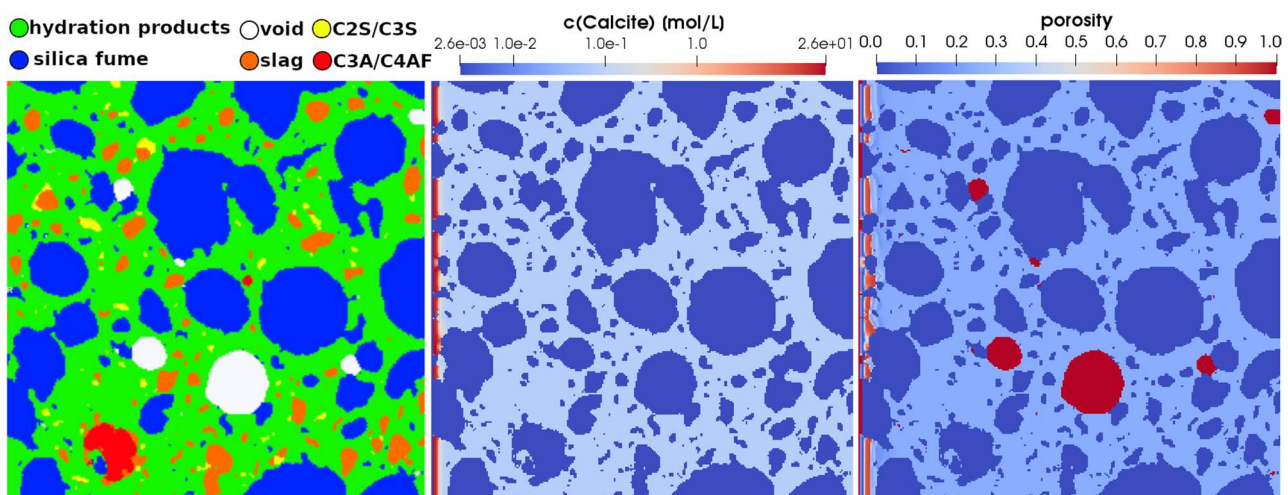 hydration products void C2S/C3S
silica fume slag C3A/C4AF
c(Calcite) [mol/L]
2.6e-03 1.0e-2 1.0e-1 1.0 2.6e+01
porosity
0.0 0.1 0.2 0.3 0.4 0.5 0.6 0.7 0.8 0.9 1.0